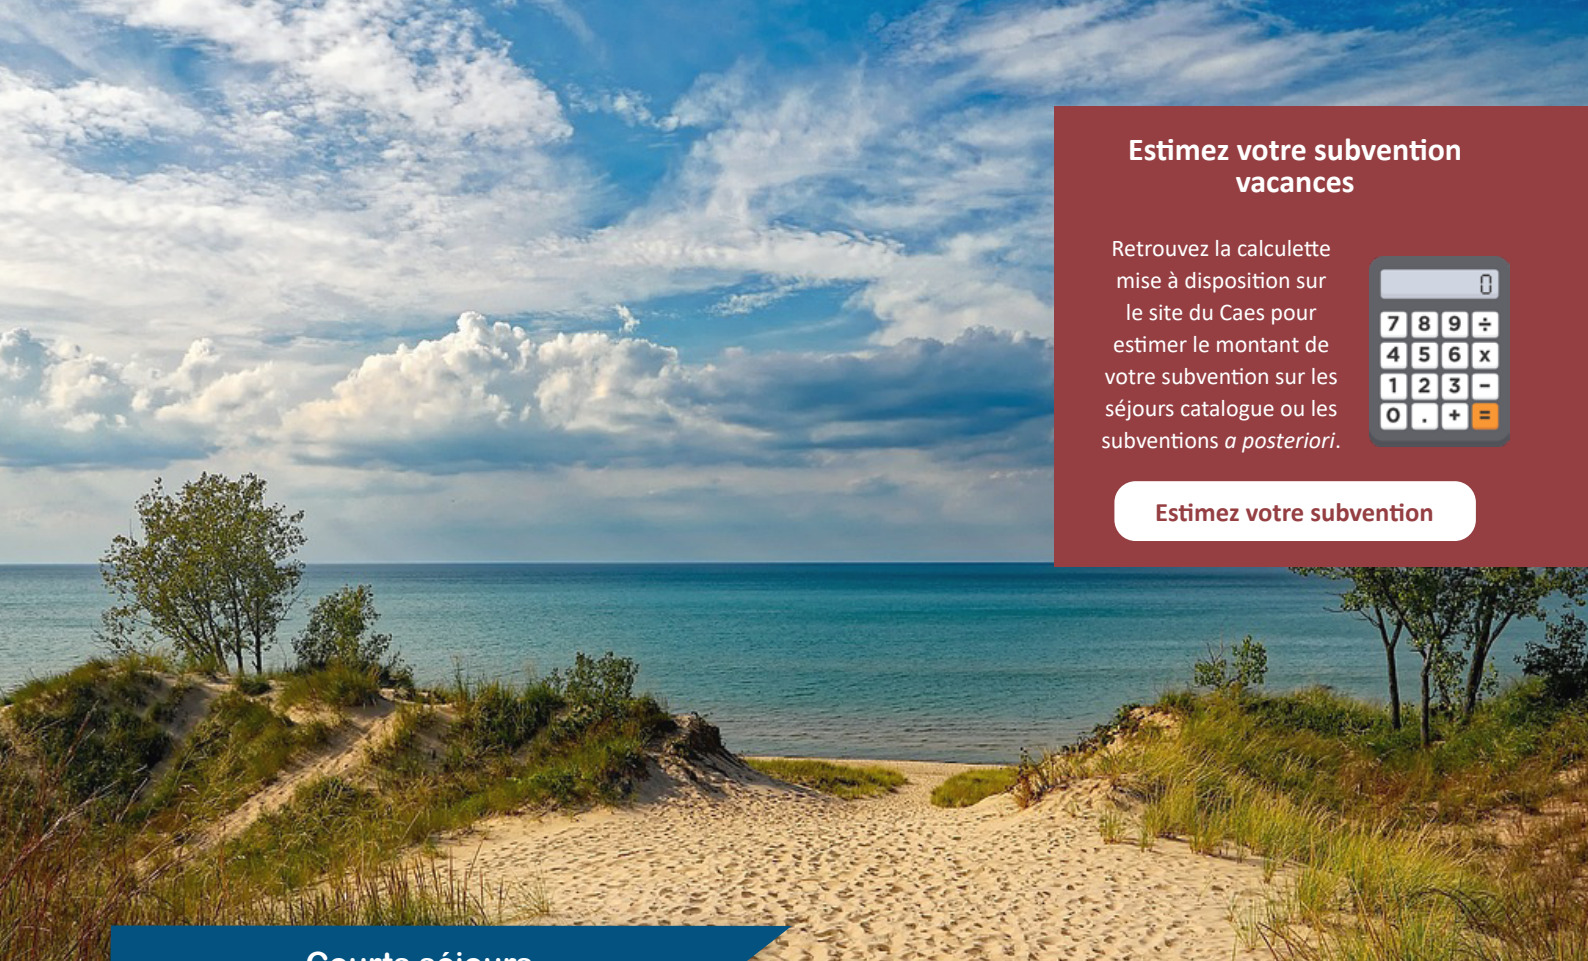 Estimez votre subvention
vacances
Retrouvez la calculette
mise à disposition sur
le site du Caes pour
estimer le montant de
votre subvention sur les
séjours catalogue ou les
subventions a posteriori.
0
7 8 9 ÷
4 5 6 x
1 2 3 -
0 . + =
Estimez votre subvention
Courts séjours